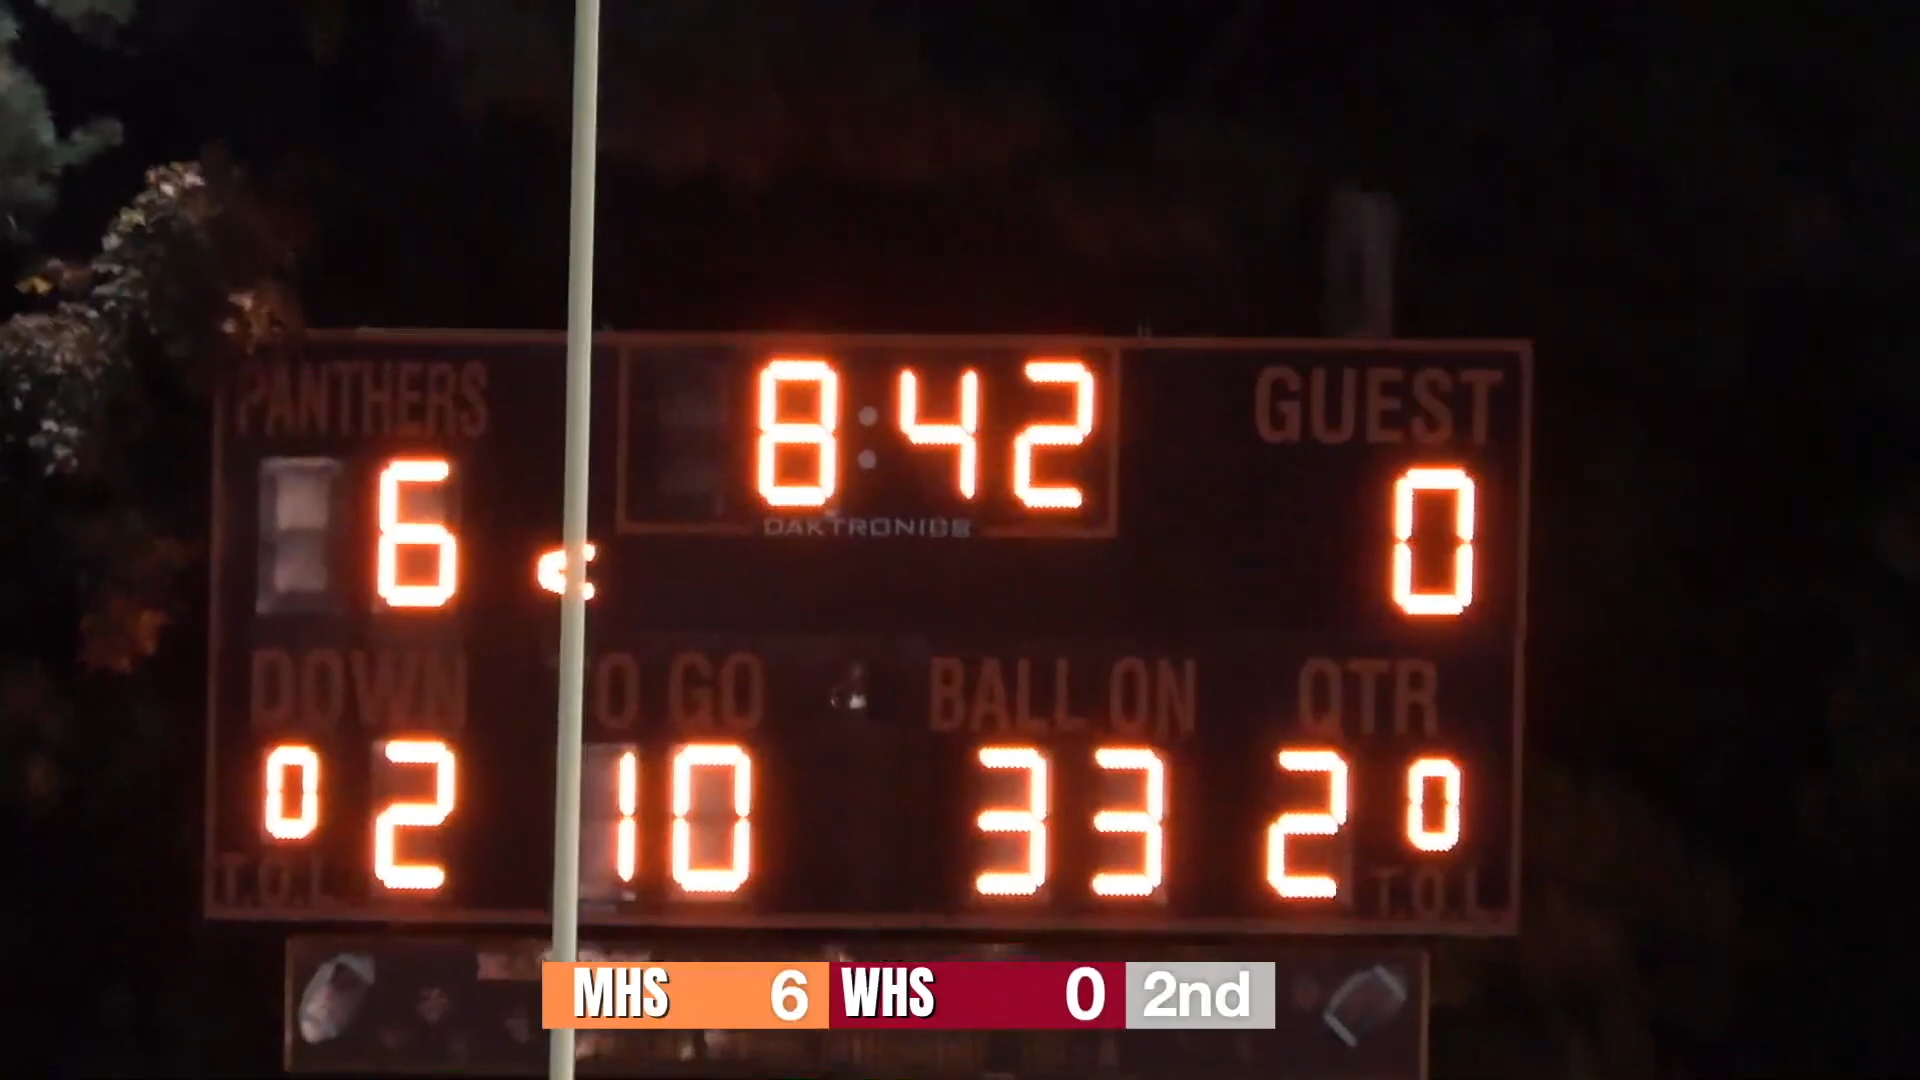 PANTHERS 8:42 GUEST
6 0
DAKTRONICS
DOWN TO GO BALL ON QTR
0 2 10 33 2 0
T.O.L. T.O.L.
MHS 6 WHS 0 2nd